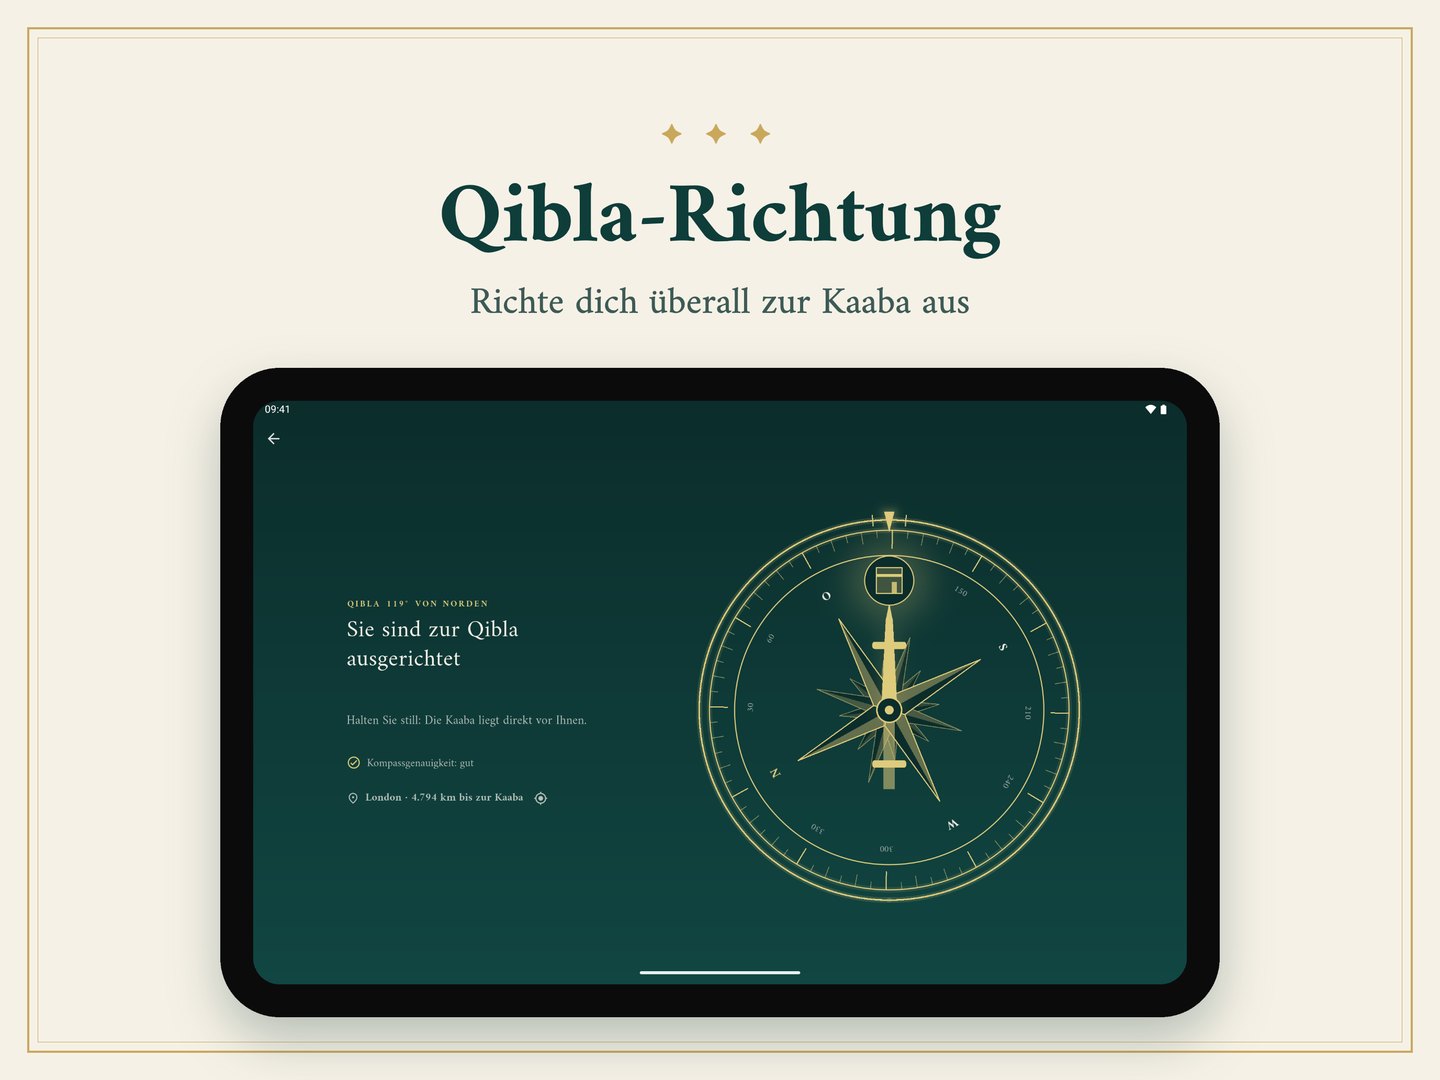 Qibla-Richtung
Richte dich überall zur Kaaba aus
09:41
QIBLA 119° VON NORDEN
Sie sind zur Qibla
ausgerichtet
Halten Sie still: Die Kaaba liegt direkt vor Ihnen.
Kompassgenauigkeit: gut
London · 4.794 km bis zur Kaaba
O
150
60
S
30
210
N
240
330
W
300